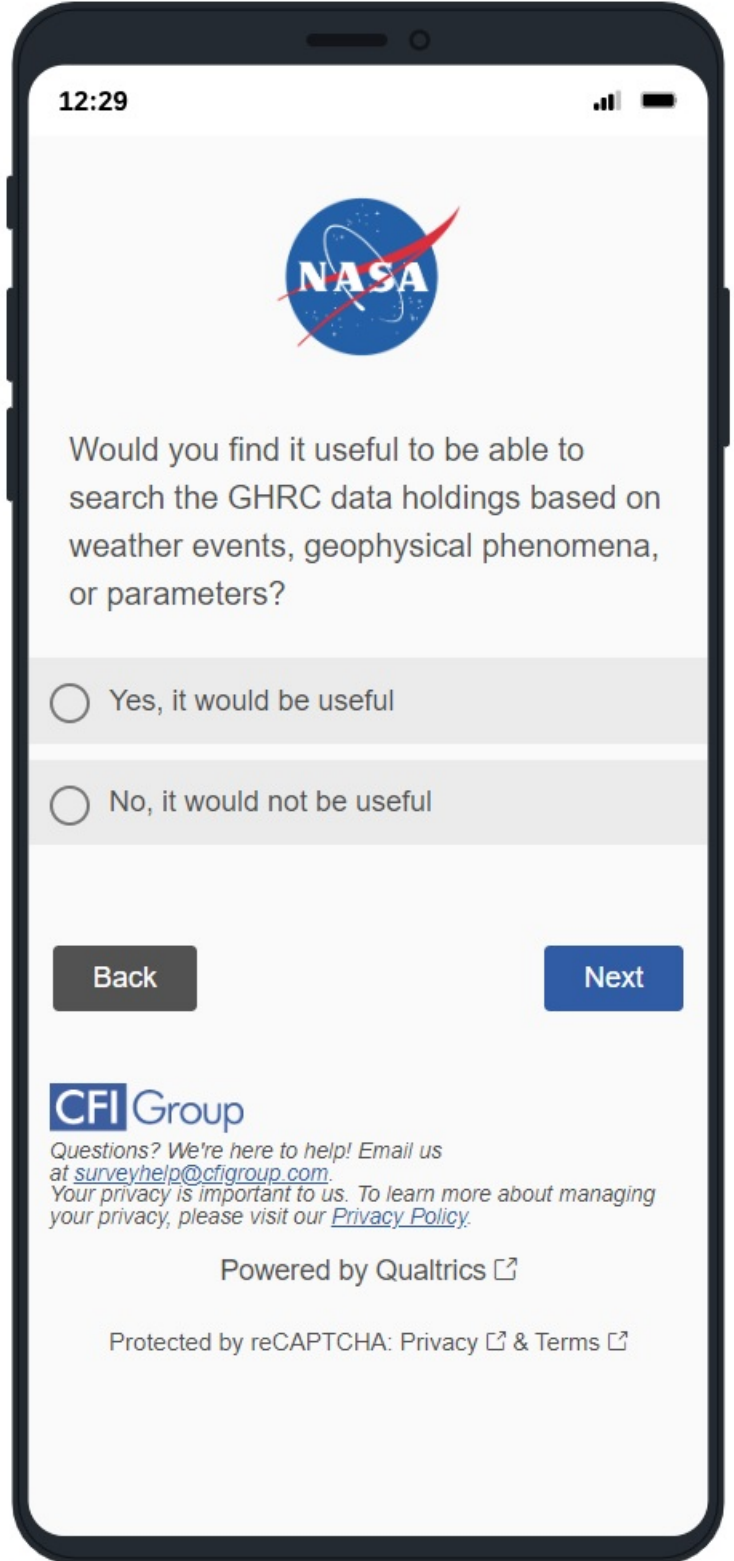 12:29
NASA
Would you find it useful to be able to
search the GHRC data holdings based on
weather events, geophysical phenomena,
or parameters?
Yes, it would be useful
No, it would not be useful
Back
Next
CFI Group
Questions? We're here to help! Email us
at surveyhelp@cfigroup.com.
Your privacy is important to us. To learn more about managing
your privacy, please visit our Privacy Policy.
Powered by Qualtrics
Protected by reCAPTCHA: Privacy & Terms